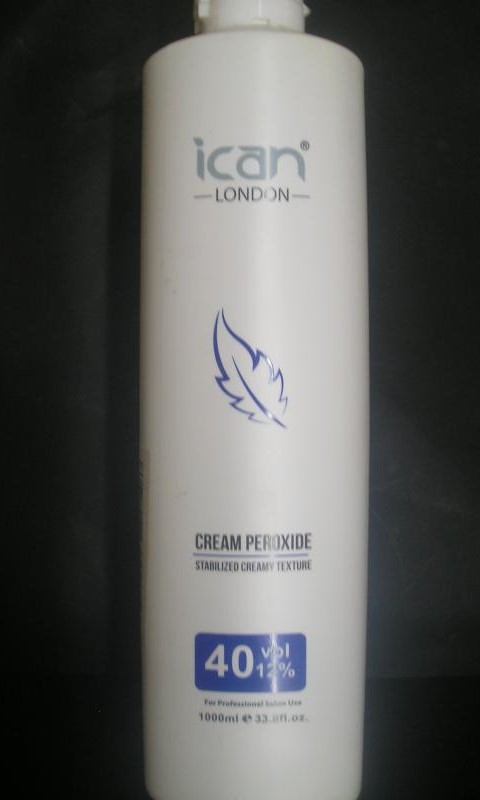 ican®
LONDON
CREAM PEROXIDE
STABILIZED CREAMY TEXTURE
40 vol
12%
For Professional Salon Use
1000ml ℮ 33.8fl.oz.